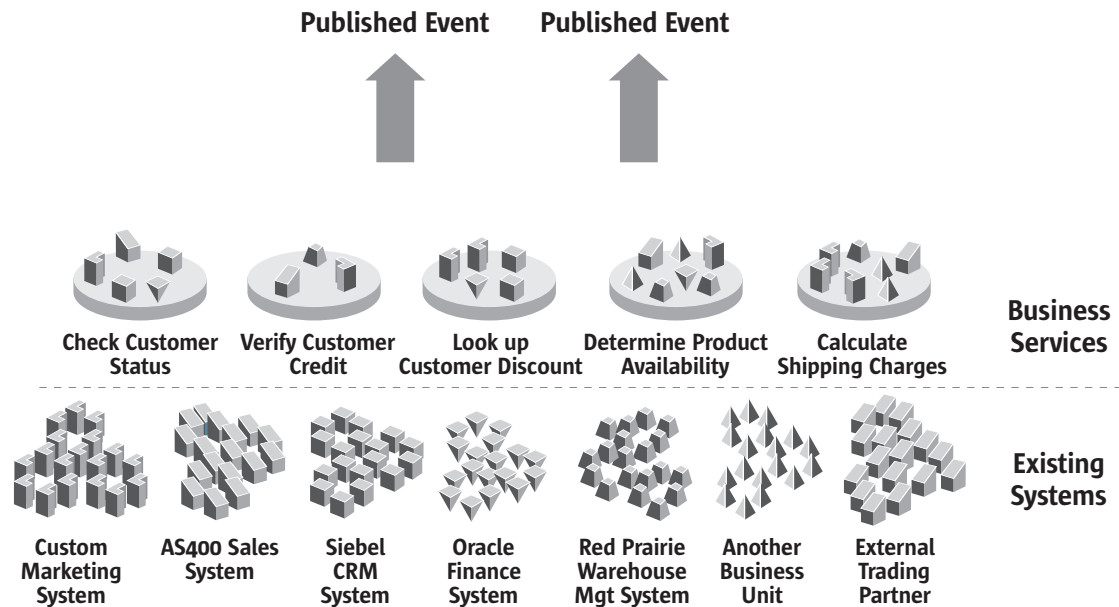 Published Event
Published Event
Check Customer
Status
Verify Customer
Credit
Look up
Customer Discount
Determine Product
Availability
Calculate
Shipping Charges
Business
Services
Custom
Marketing
System
AS400 Sales
System
Siebel
CRM
System
Oracle
Finance
System
Red Prairie
Warehouse
Mgt System
Another
Business
Unit
External
Trading
Partner
Existing
Systems